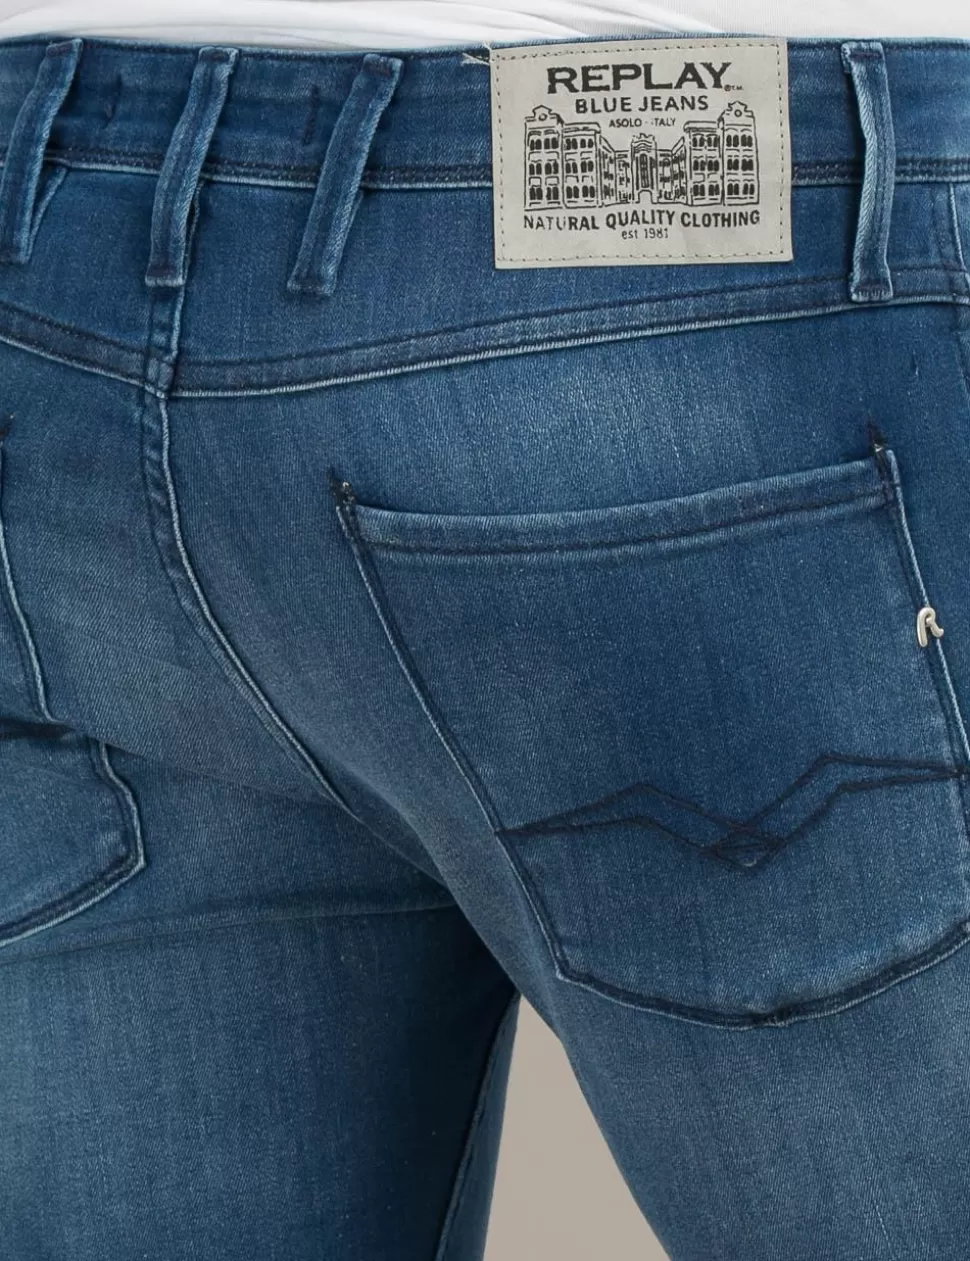 REPLAY
BLUE JEANS
ASOLO - ITALY
NATURAL QUALITY CLOTHING
est 1981
R